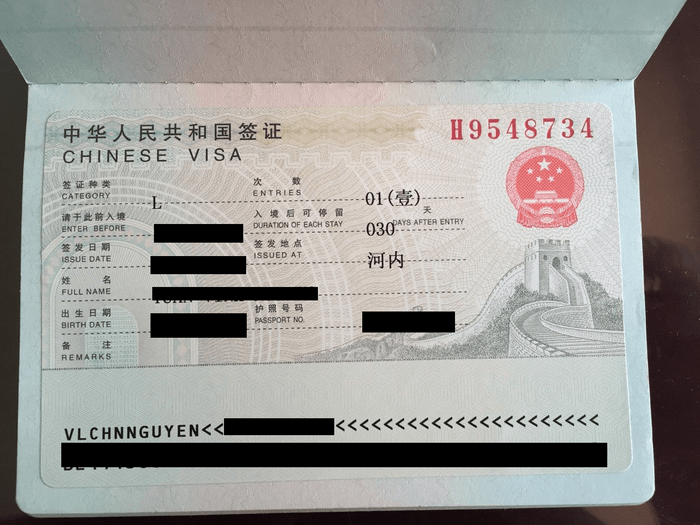 中华人民共和国签证
CHINESE VISA
H9548734
签证种类
CATEGORY
L
次 数
ENTRIES
01(壹)
请于此前入境
ENTER BEFORE
入境后可停留
DURATION OF EACH STAY
030
天
DAYS AFTER ENTRY
签发日期
ISSUE DATE
签发地点
ISSUED AT
河内
姓 名
FULL NAME
出生日期
BIRTH DATE
护照号码
PASSPORT NO.
备 注
REMARKS
VLCHNNGUYEN<<
<<<<<<<<<<<<<<<<<<<<<<